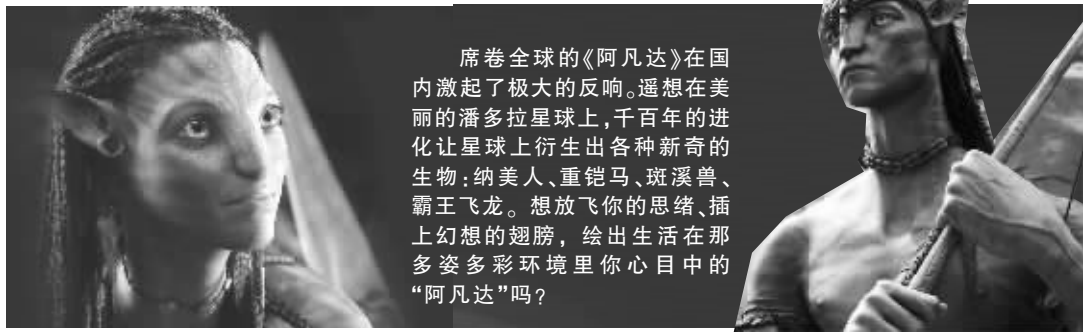 席卷全球的《阿凡达》在国
内激起了极大的反响。遥想在美
丽的潘多拉星球上,千百年的进
化让星球上衍生出各种新奇的
生物:纳美人、重铠马、斑溪兽、
霸王飞龙。想放飞你的思绪、插
上幻想的翅膀，绘出生活在那
多姿多彩环境里你心目中的
“阿凡达”吗?